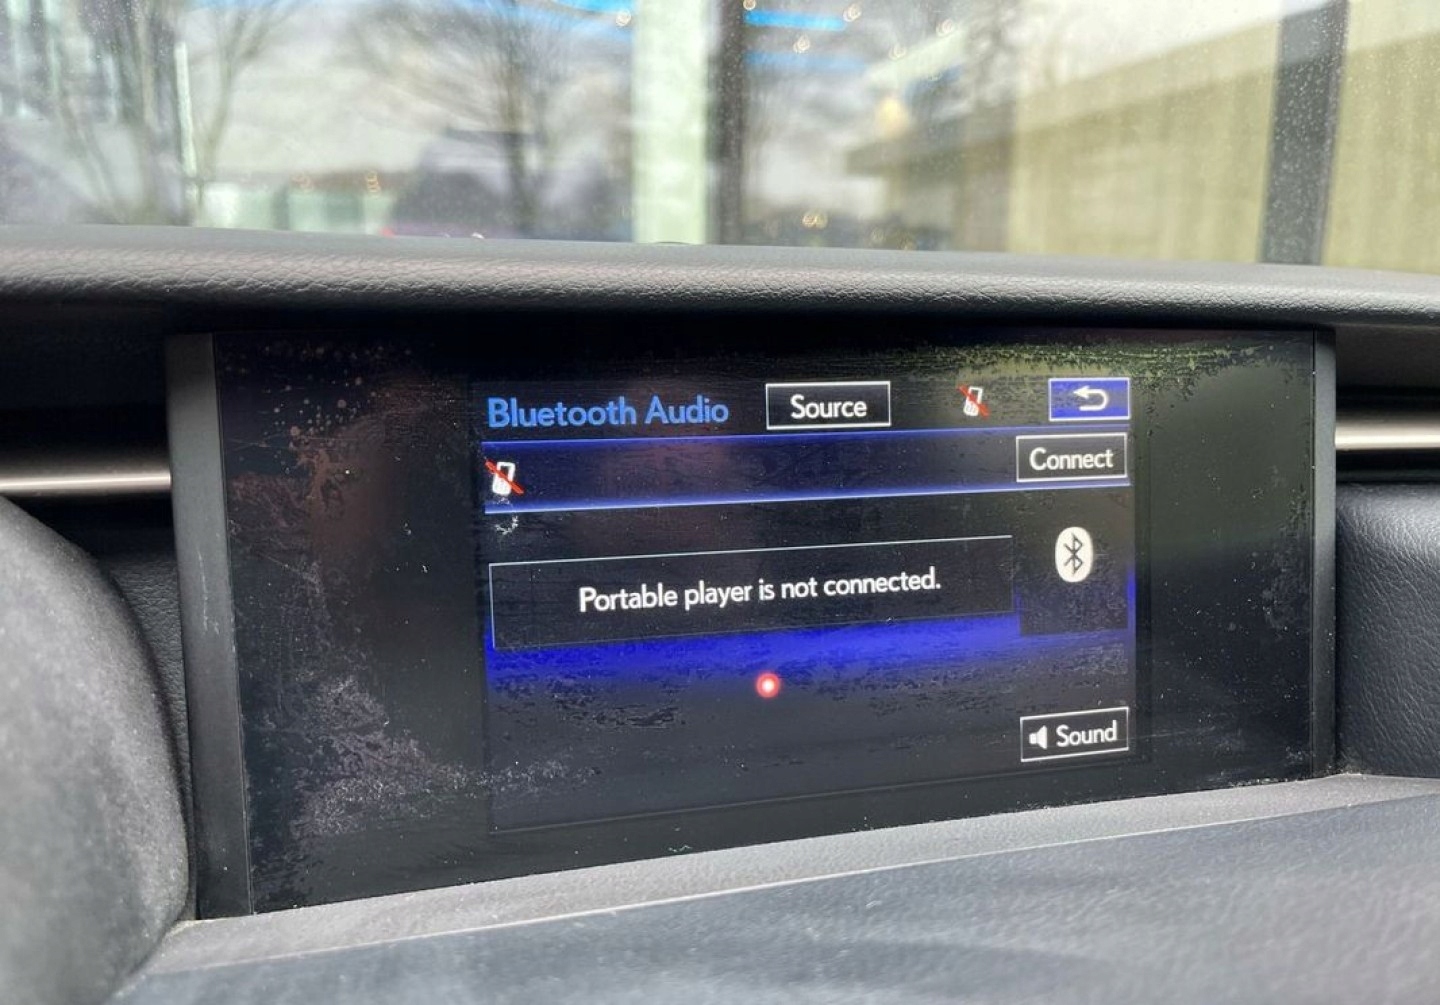 Bluetooth Audio
Source
Connect
Portable player is not connected.
Sound